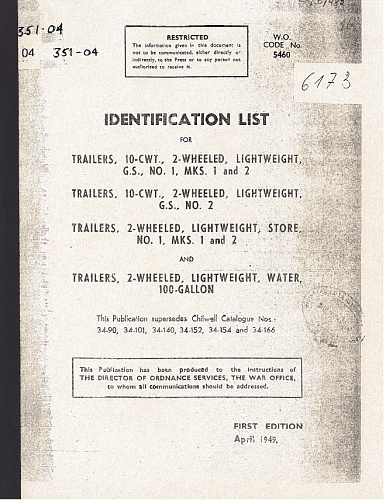 351-04
04 351-04
RESTRICTED
The information given in this document is
not to be communicated, either directly or
indirectly, to the Press or to any person not
authorized to receive it.
W.O.
CODE No.
5460
6173
IDENTIFICATION LIST
FOR
TRAILERS, 10-CWT., 2-WHEELED, LIGHTWEIGHT,
G.S., NO. 1, MKS. 1 and 2
TRAILERS, 10-CWT., 2-WHEELED, LIGHTWEIGHT,
G.S., NO. 2
TRAILERS, 2-WHEELED, LIGHTWEIGHT, STORE,
NO. 1, MKS. 1 and 2
AND
TRAILERS, 2-WHEELED, LIGHTWEIGHT, WATER,
100-GALLON
This Publication supersedes Chilwell Catalogue Nos.:
34-90, 34-101, 34-140, 34-152, 34-154 and 34-166
This Publication has been produced to the instructions of
THE DIRECTOR OF ORDNANCE SERVICES, THE WAR OFFICE,
to whom all communications should be addressed.
FIRST EDITION
April, 1949.